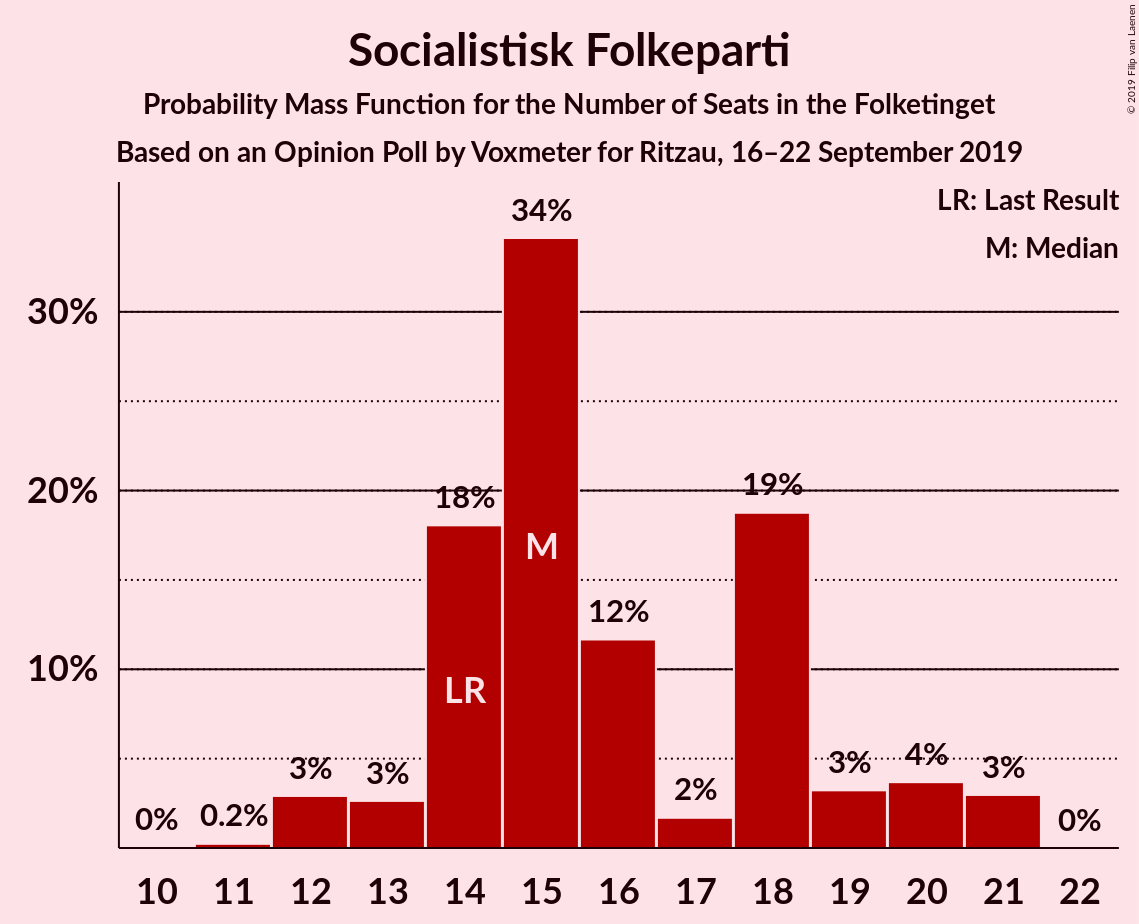 Socialistisk Folkeparti
Probability Mass Function for the Number of Seats in the Folketinget
Based on an Opinion Poll by Voxmeter for Ritzau, 16–22 September 2019
© 2019 Filip van Laenen
LR: Last Result
M: Median
30%
20%
10%
0%
0.2%
3%
3%
18%
34%
12%
2%
19%
3%
4%
3%
0%
LR
M
10 11 12 13 14 15 16 17 18 19 20 21 22